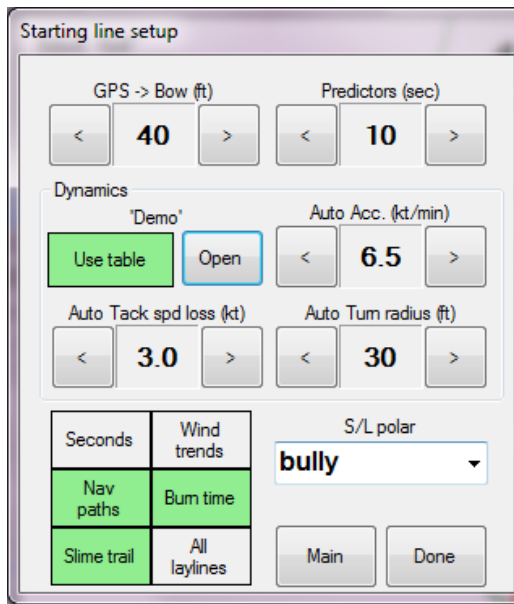 Starting line setup
GPS -> Bow (ft)
Predictors (sec)
< 40 >
< 10 >
Dynamics
'Demo'
Auto Acc. (kt/min)
Use table
Open
< 6.5 >
Auto Tack spd loss (kt)
Auto Turn radius (ft)
< 3.0 >
< 30 >
Seconds
Wind
trends
S/L polar
bully
Nav
paths
Burn time
Slime trail
All
laylines
Main
Done